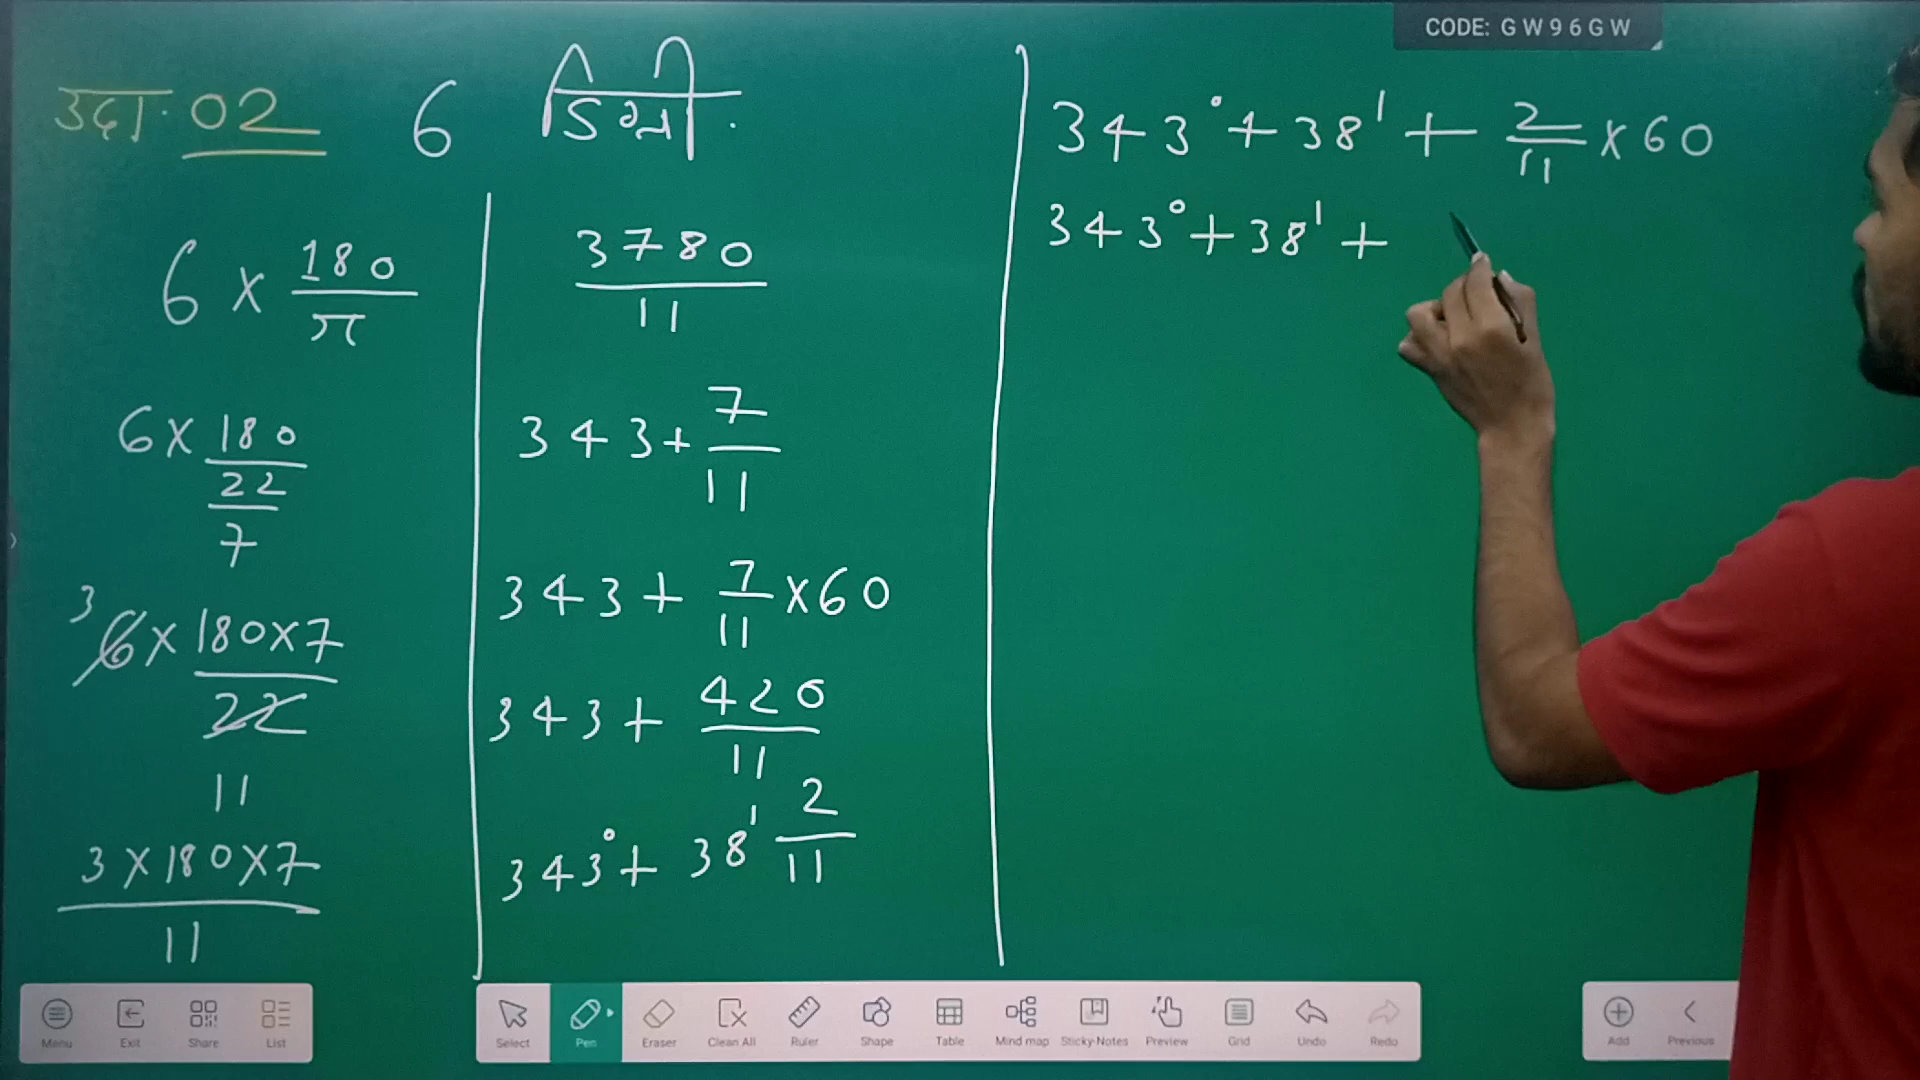 CODE: GW96GW
उदा. 02
6 रेडियन.
6 × 180/π
6 × 180/22/7
3
6 × 180×7/22
11
3×180×7/11
3780/11
343+7/11
343+7/11×60
343+420/11
343°+38' 2/11
343°+38'+2/11×60
343°+38'+
Menu
Exit
Share
List
Select
Pen
Eraser
Clean All
Ruler
Shape
Table
Mind map
Sticky-Notes
Preview
Grid
Undo
Redo
Add
Previous